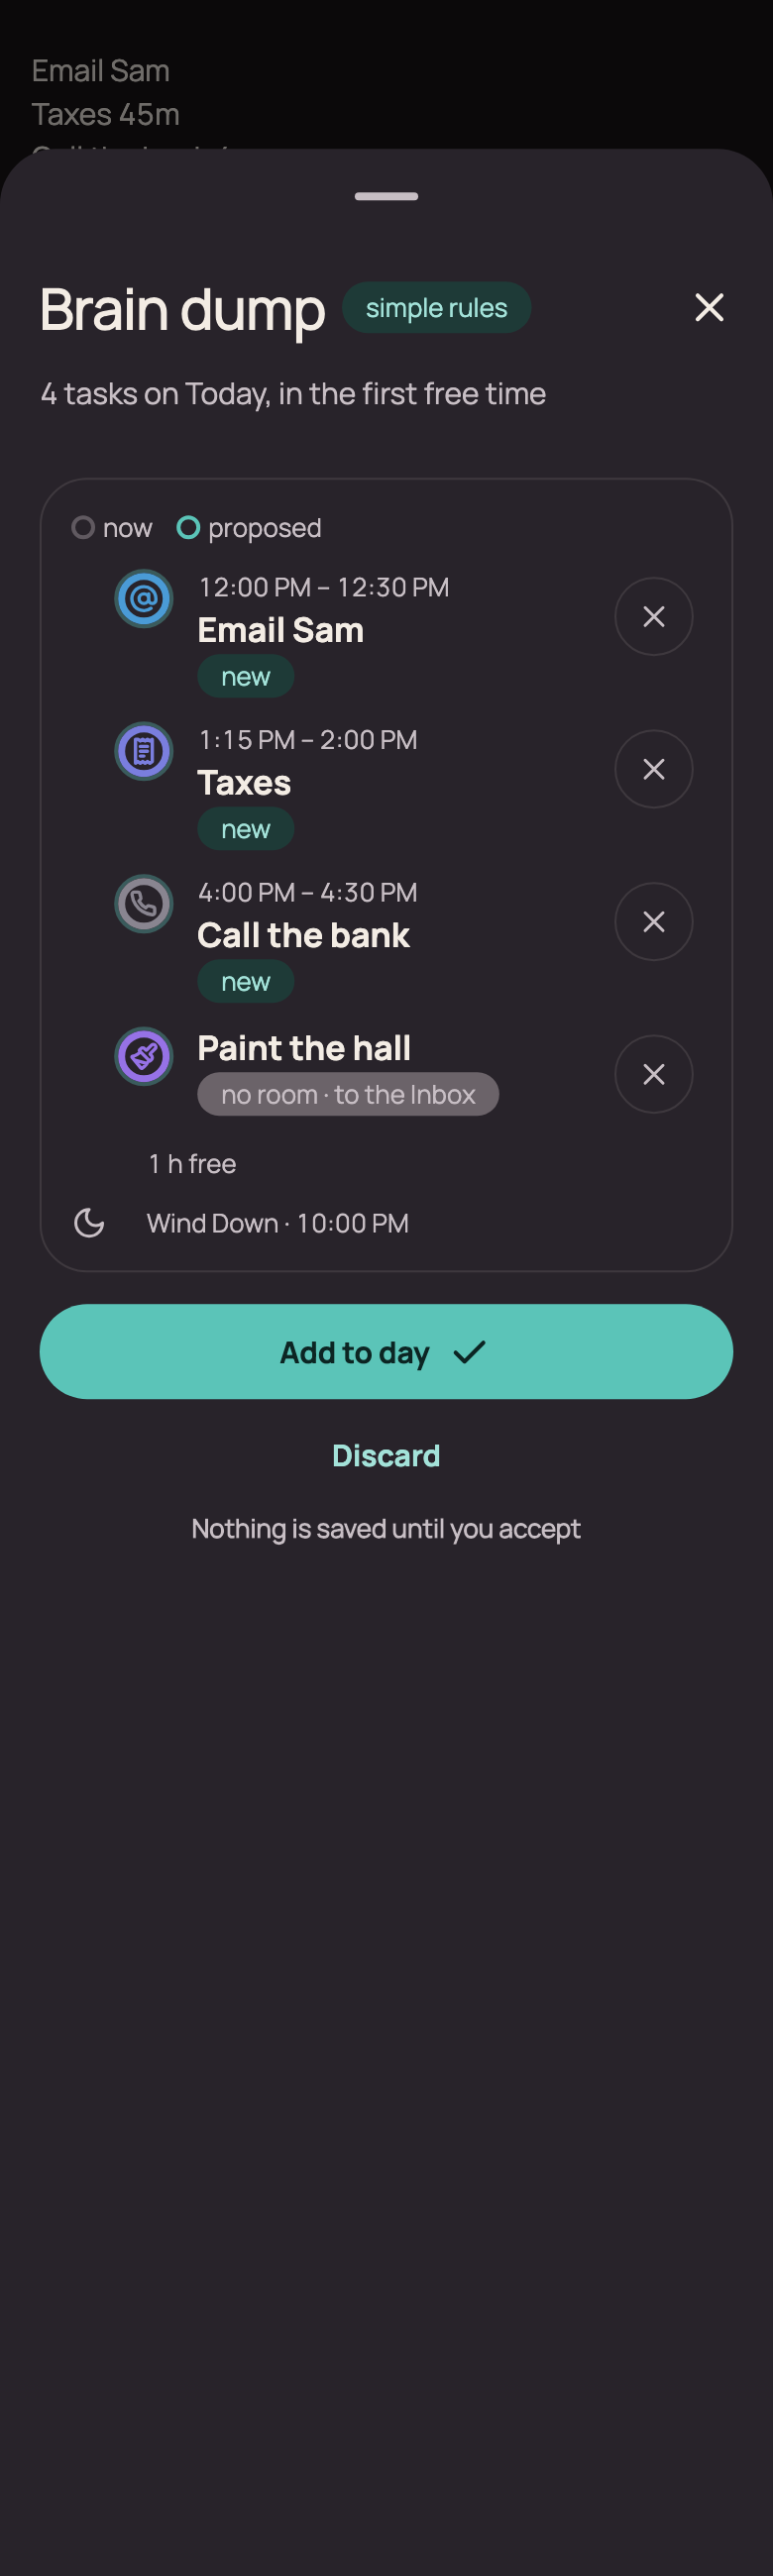 Email Sam
Taxes 45m
Brain dump
simple rules
4 tasks on Today, in the first free time
now
proposed
12:00 PM – 12:30 PM
Email Sam
new
1:15 PM – 2:00 PM
Taxes
new
4:00 PM – 4:30 PM
Call the bank
new
Paint the hall
no room · to the Inbox
1 h free
Wind Down · 10:00 PM
Add to day
Discard
Nothing is saved until you accept